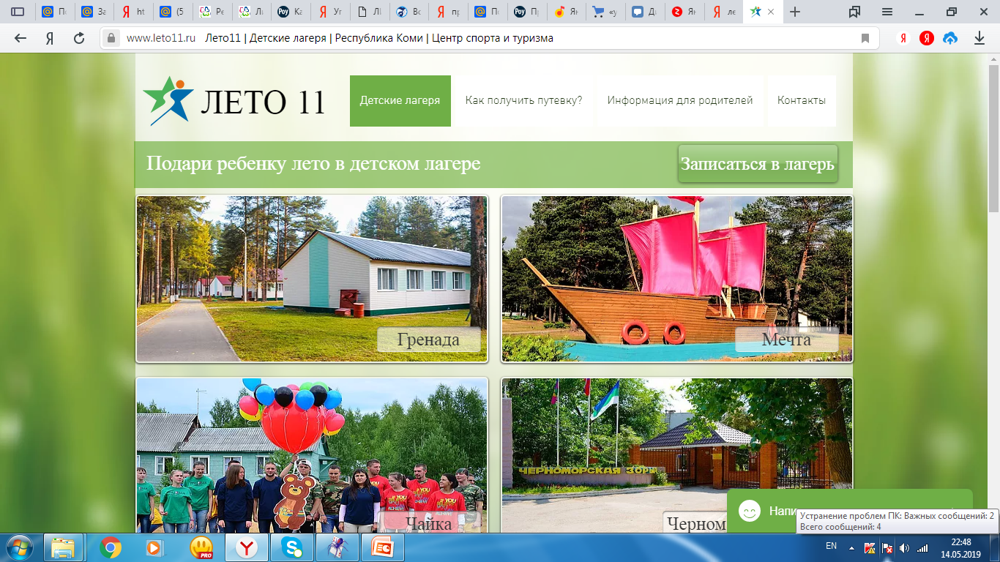 www.leto11.ru Лето11 | Детские лагеря | Республика Коми | Центр спорта и туризма
ЛЕТО 11
Детские лагеря
Как получить путевку?
Информация для родителей
Контакты
Подари ребенку лето в детском лагере
Записаться в лагерь
Гренада
Мечта
ЧЕРНОМОРСКАЯ ЗОРИ
Чайка
Черном
Напи
Устранение проблем ПК: Важных сообщений: 2
Всего сообщений: 4
EN
22:48
14.05.2019